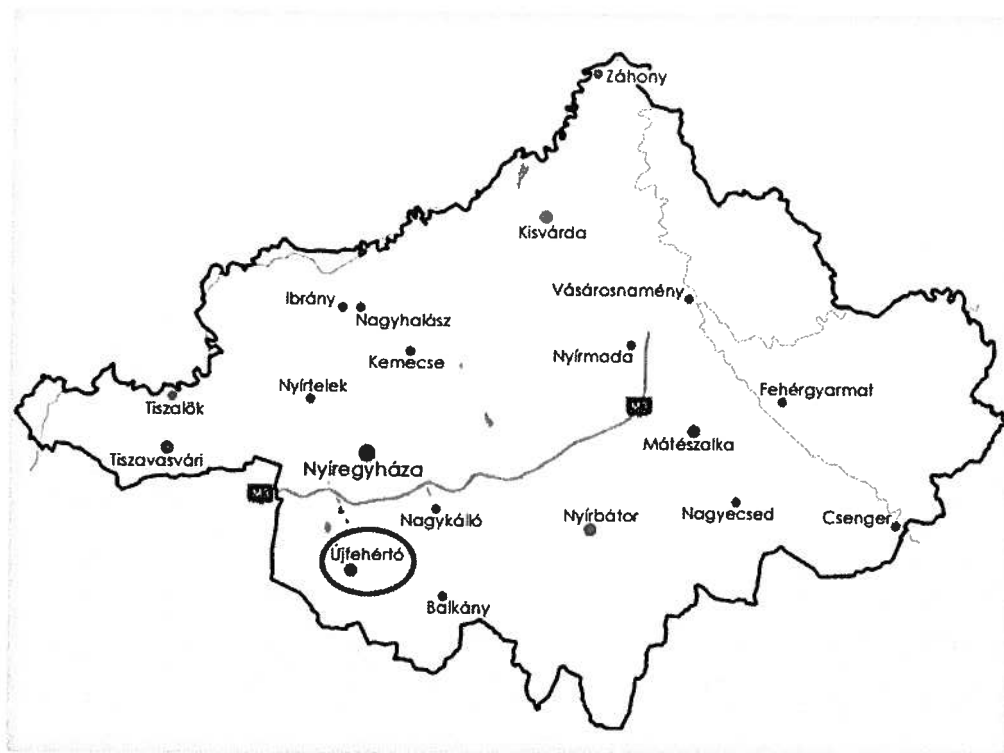 Záhony
Kisvárda
Vásárosnamény
Ibrány
Nagyhalász
Kemecse
Nyírmada
Nyírtelek
Fehérgyarmat
Tiszalök
M3
Mátészalka
Tiszavasvári
Nyíregyháza
M3
Nagykálló
Nyírbátor
Nagyecsed
Csenger
Újfehértó
Balkány